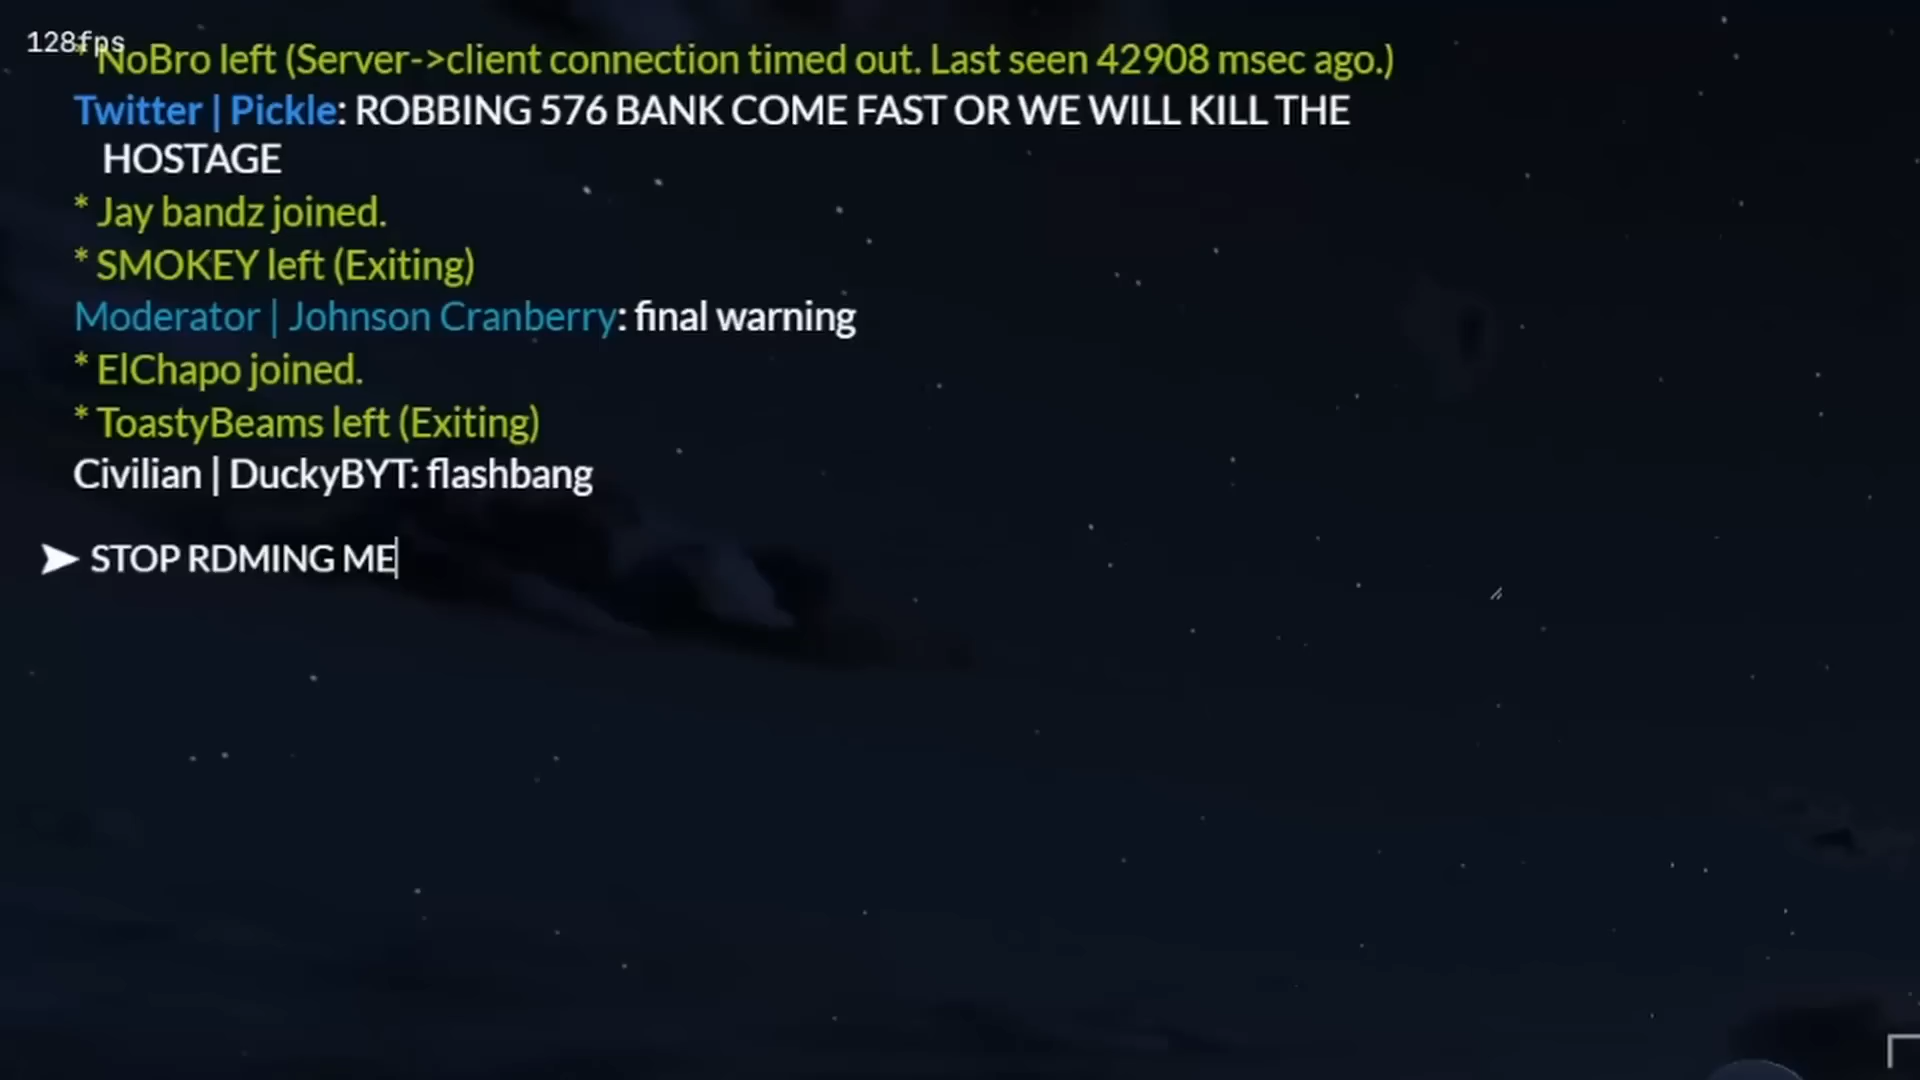 128fps
* NoBro left (Server->client connection timed out. Last seen 42908 msec ago.)
Twitter | Pickle: ROBBING 576 BANK COME FAST OR WE WILL KILL THE
HOSTAGE
* Jay bandz joined.
* SMOKEY left (Exiting)
Moderator | Johnson Cranberry: final warning
* ElChapo joined.
* ToastyBeams left (Exiting)
Civilian | DuckyBYT: flashbang
➤ STOP RDMING ME